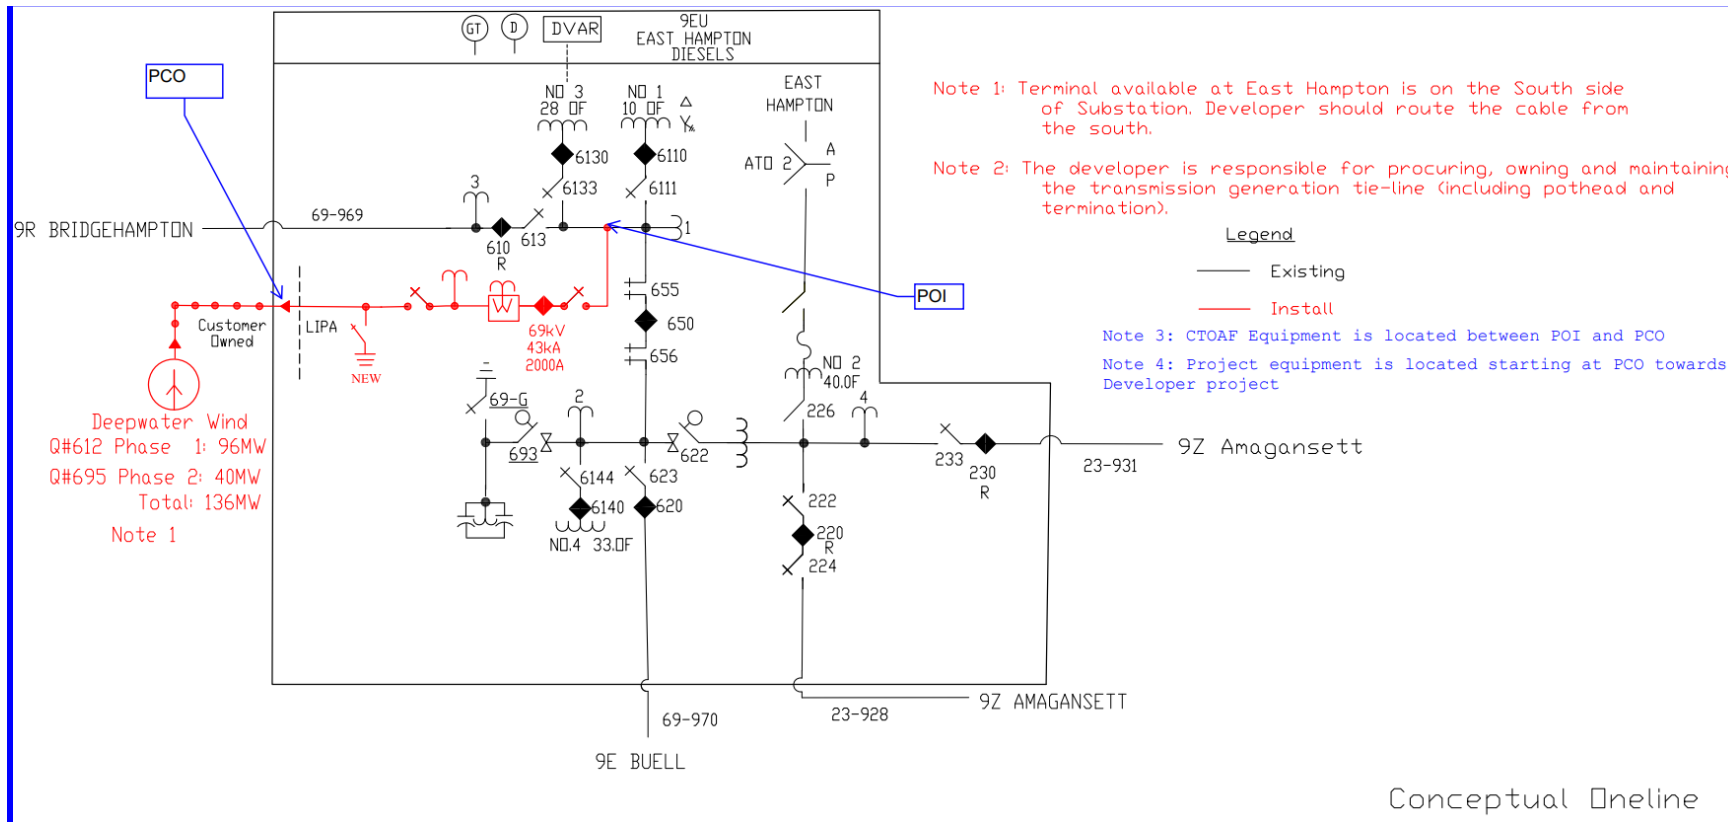 PCO
GT
D
DVAR
9EU
EAST HAMPTON
DIESELS
NO 3
28 OF
NO 1
10 OF
EAST
HAMPTON
ATO 2
A
P
6130
6110
6133
6111
3
69-969
9R BRIDGEHAMPTON
610
R
613
1
POI
655
650
656
Customer
Owned
LIPA
NEW
W
69kV
43kA
2000A
Deepwater Wind
Q#612 Phase 1: 96MW
Q#695 Phase 2: 40MW
Total: 136MW
Note 1
69-G
693
2
622
6144
6140
NO.4 33.0F
623
620
NO 2
40.0F
226
4
233
230
R
23-931
9Z Amagansett
222
220
R
224
23-928
9Z AMAGANSETT
69-970
9E BUELL
Note 1: Terminal available at East Hampton is on the South side
of Substation. Developer should route the cable from
the south.
Note 2: The developer is responsible for procuring, owning and maintaining
the transmission generation tie-line (including pothead and
termination).
Legend
Existing
Install
Note 3: CTOAF Equipment is located between POI and PCO
Note 4: Project equipment is located starting at PCO towards
Developer project
Conceptual Oneline